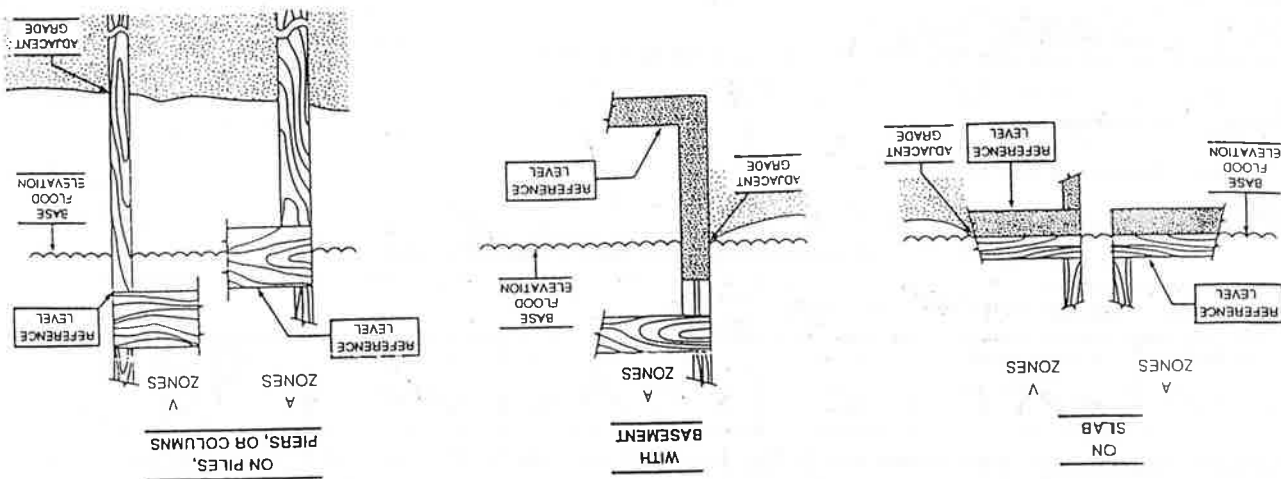 ON PILES,
PIERS, OR COLUMNS
A
ZONES
V
ZONES
REFERENCE
LEVEL
REFERENCE
LEVEL
BASE
FLOOD
ELEVATION
ADJACENT
GRADE
WITH
BASEMENT
A
ZONES
BASE
FLOOD
ELEVATION
ADJACENT
GRADE
REFERENCE
LEVEL
ON
SLAB
A
ZONES
V
ZONES
REFERENCE
LEVEL
BASE
FLOOD
ELEVATION
REFERENCE
LEVEL
ADJACENT
GRADE